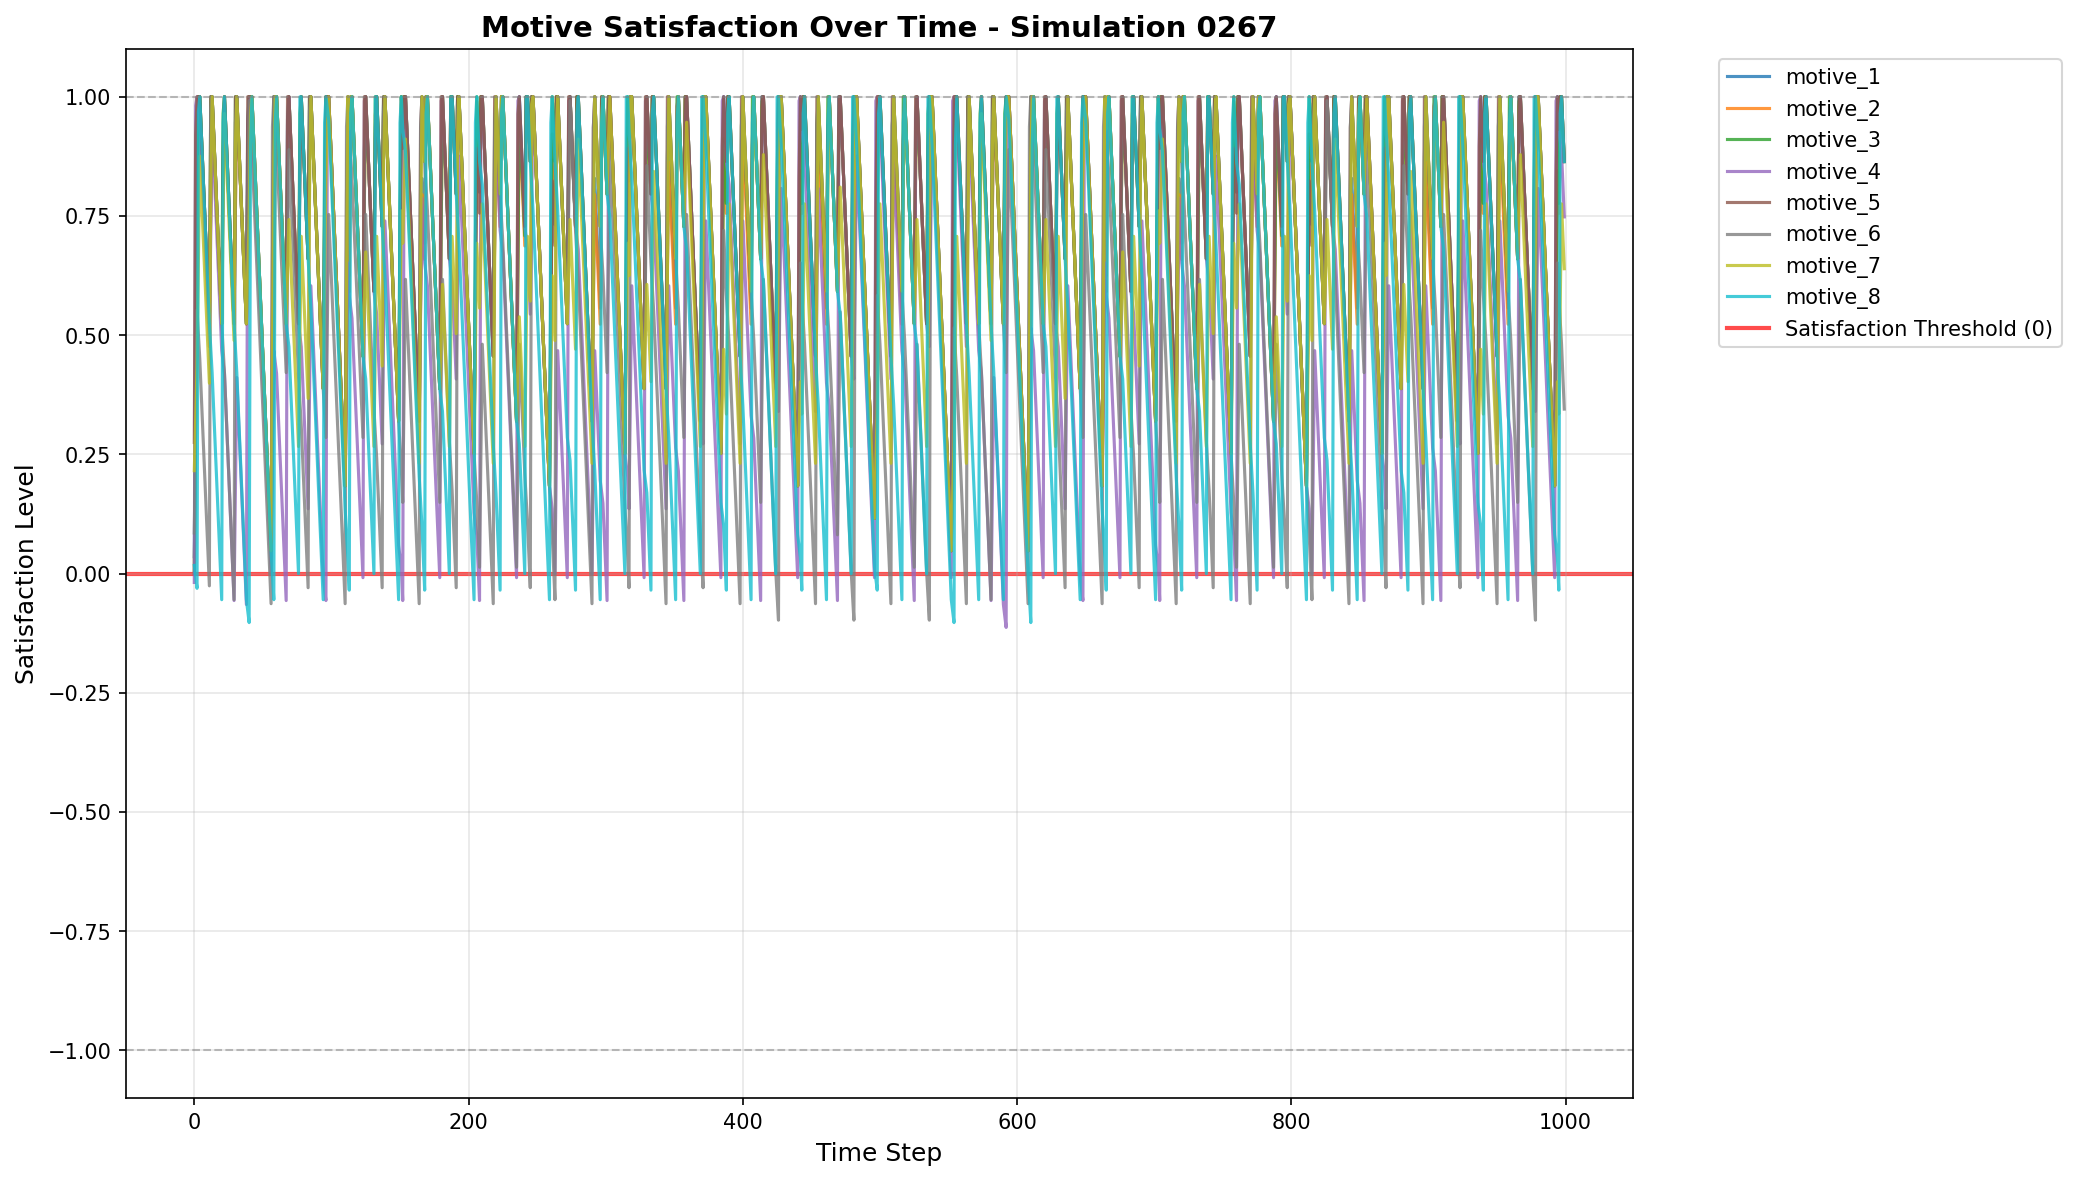 Motive Satisfaction Over Time - Simulation 0267
motive_1
motive_2
motive_3
motive_4
motive_5
motive_6
motive_7
motive_8
Satisfaction Threshold (0)
Satisfaction Level
1.00
0.75
0.50
0.25
0.00
−0.25
−0.50
−0.75
−1.00
0 200 400 600 800 1000
Time Step